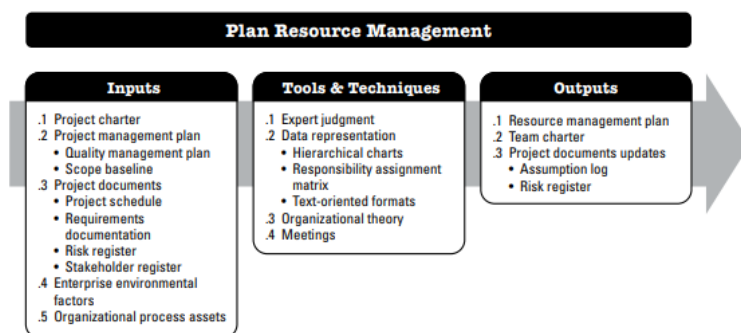 Plan Resource Management
Inputs
.1 Project charter
.2 Project management plan
• Quality management plan
• Scope baseline
.3 Project documents
• Project schedule
• Requirements
documentation
• Risk register
• Stakeholder register
.4 Enterprise environmental
factors
.5 Organizational process assets
Tools & Techniques
.1 Expert judgment
.2 Data representation
• Hierarchical charts
• Responsibility assignment
matrix
• Text-oriented formats
.3 Organizational theory
.4 Meetings
Outputs
.1 Resource management plan
.2 Team charter
.3 Project documents updates
• Assumption log
• Risk register